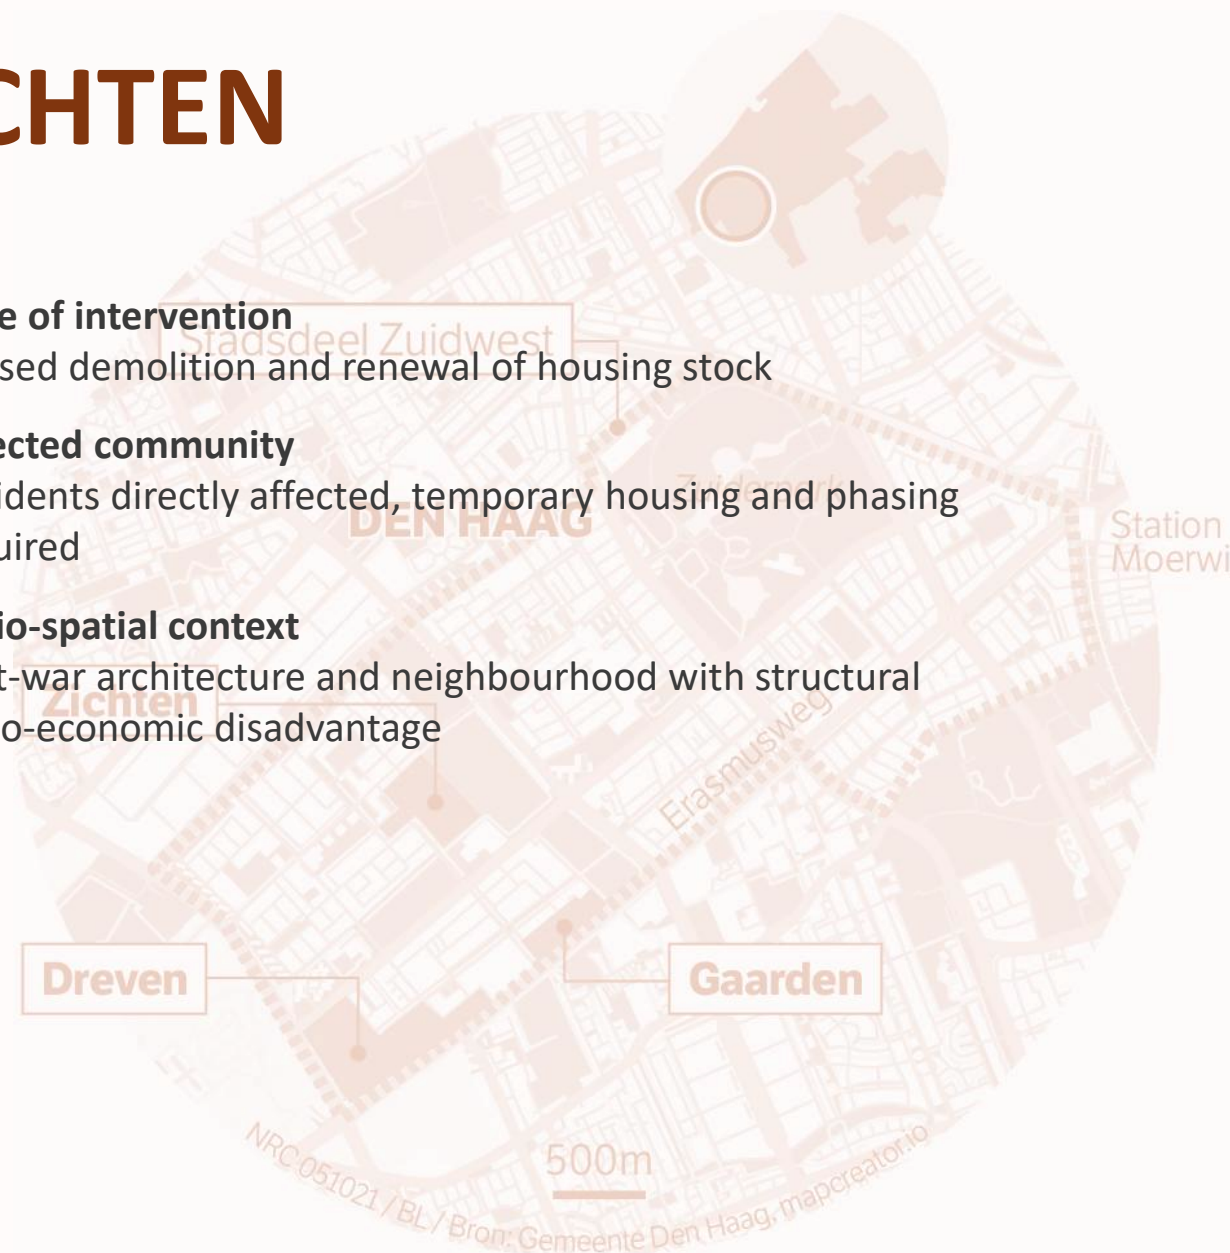 CHTEN
e of intervention
Stadsdeel Zuidwest
sed demolition and renewal of housing stock
ected community
Zuiderpark
idents directly affected, temporary housing and phasing
DEN HAAG
uired
Station
Moerwi
io-spatial context
t-war architecture and neighbourhood with structural
Zichten
o-economic disadvantage
Erasmusweg
Dreven
Gaarden
500m
NRC 051021 / BL / Bron: Gemeente Den Haag, mapcreator.io